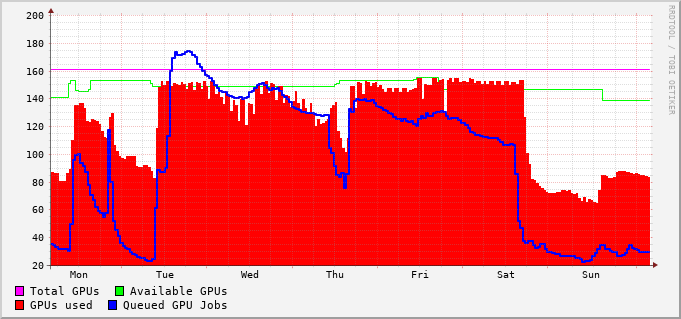 200
180
160
140
120
100
80
60
40
20
Mon Tue Wed Thu Fri Sat Sun
Total GPUs Available GPUs
GPUs used Queued GPU Jobs
RRDTOOL / TOBI OETIKER